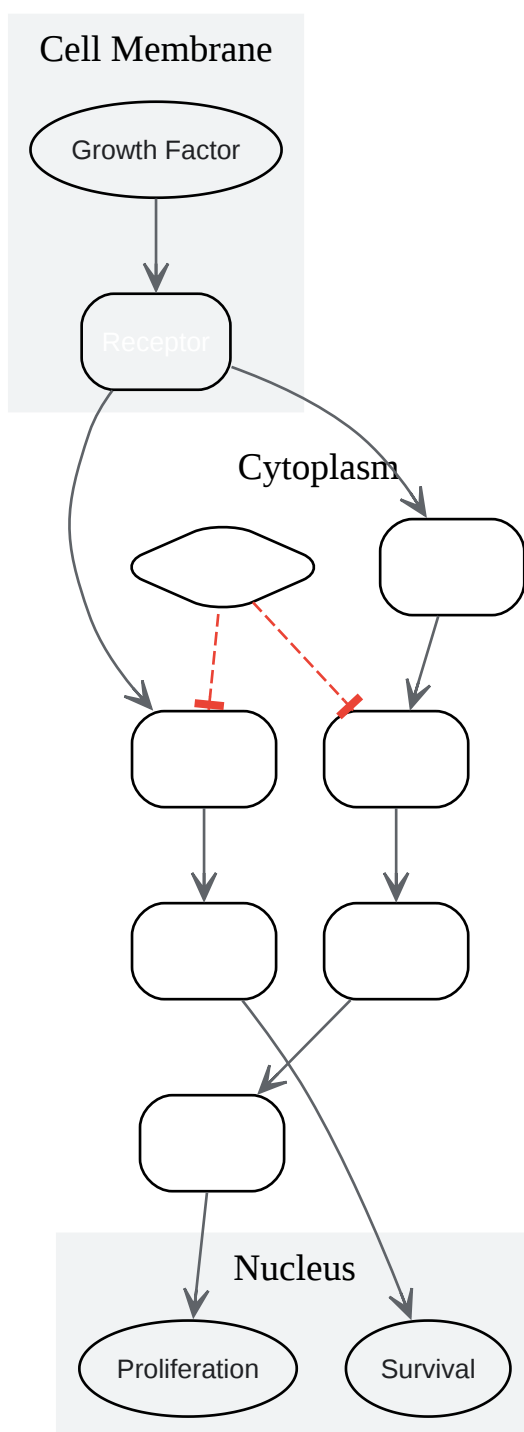 Cell Membrane
Growth Factor
Receptor
Cytoplasm
Nucleus
Proliferation
Survival